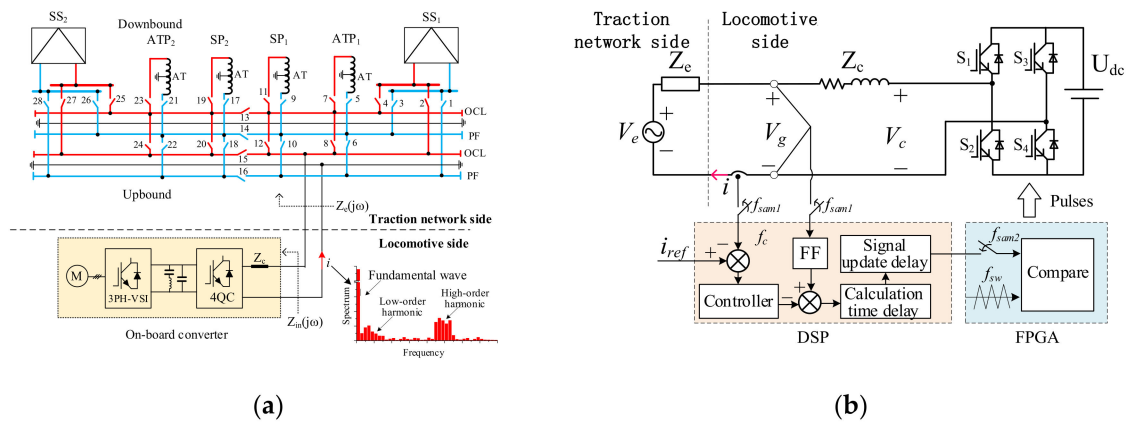 SS2
Downbound
ATP2
SP2
SP1
ATP1
SS1
AT
AT
AT
AT
28
27
26
25
23
21
19
17
11
9
7
5
4
3
2
1
13
OCL
14
PF
24
22
20
18
12
10
8
6
15
OCL
16
PF
Upbound
Ze(jω)
Traction network side
Locomotive side
M
3PH-VSI
4QC
Zc
i
Zin(jω)
On-board converter
Spectrum
Fundamental wave
Low-order
harmonic
High-order
harmonic
Frequency
(a)
Traction
network side
Locomotive
side
Ze
Zc
S1
S3
Udc
Ve
+
−
+
Vg
−
+
Vc
−
S2
S4
i
Pulses
fsam1
fsam1
iref
+
−
fc
FF
Signal
update delay
fsam2
fsw
Compare
Controller
−
+
Calculation
time delay
DSP
FPGA
(b)